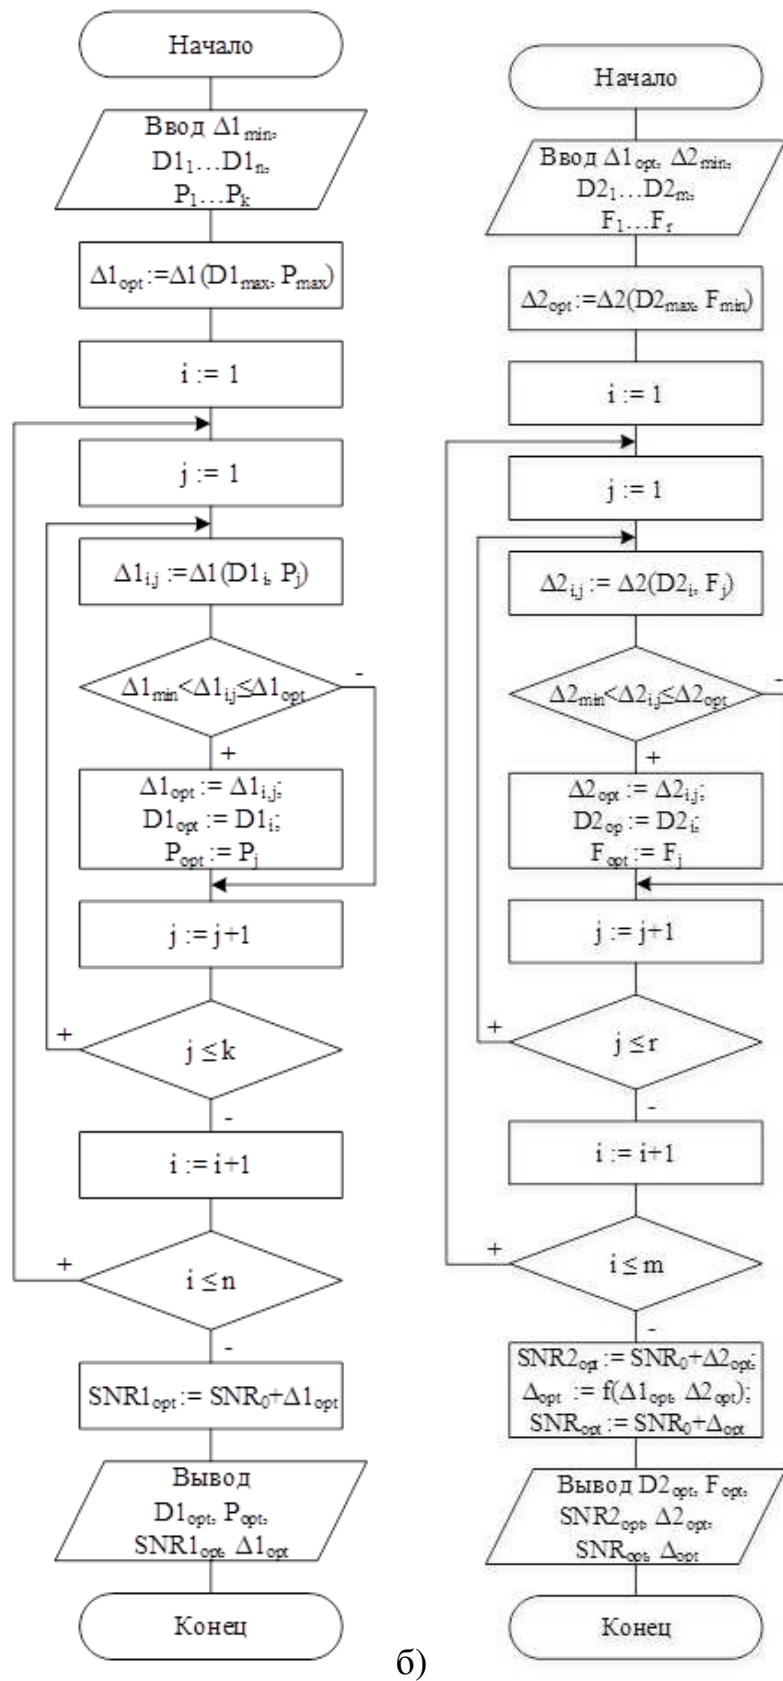 Начало
Ввод Δ1min,
D1₁…D1n,
P₁…Pk
Δ1opt:=Δ1(D1max, Pmax)
i := 1
j := 1
Δ1i,j:=Δ1(D1i, Pj)
Δ1min<Δ1i,j≤Δ1opt
-
+
Δ1opt := Δ1i,j;
D1opt := D1i;
Popt := Pj
j := j+1
+
j ≤ k
-
i := i+1
+
i ≤ n
-
SNR1opt := SNR₀+Δ1opt
Вывод
D1opt, Popt,
SNR1opt, Δ1opt
Конец
Начало
Ввод Δ1opt, Δ2min,
D2₁…D2m,
F₁…Fr
Δ2opt:=Δ2(D2max, Fmin)
i := 1
j := 1
Δ2i,j := Δ2(D2i, Fj)
Δ2min<Δ2i,j≤Δ2opt
-
+
Δ2opt := Δ2i,j;
D2op := D2i;
Fopt := Fj
j := j+1
+
j ≤ r
-
i := i+1
+
i ≤ m
-
SNR2opt := SNR₀+Δ2opt;
Δopt := f(Δ1opt, Δ2opt);
SNRopt := SNR₀+Δopt
Вывод D2opt, Fopt,
SNR2opt, Δ2opt,
SNRopt, Δopt
Конец
б)